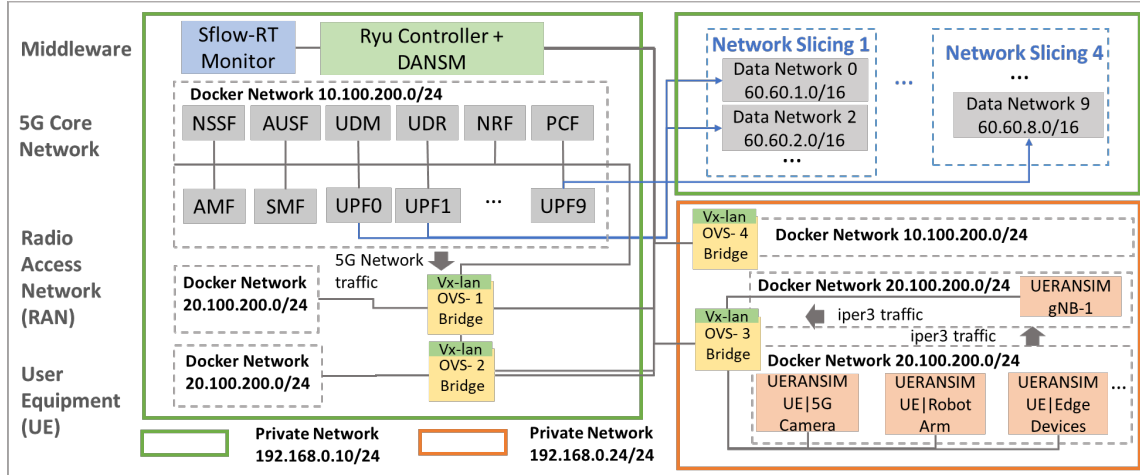 Middleware
5G Core
Network
Radio
Access
Network
(RAN)
User
Equipment
(UE)
Sflow-RT
Monitor
Ryu Controller +
DANSM
Docker Network 10.100.200.0/24
NSSF
AUSF
UDM
UDR
NRF
PCF
AMF
SMF
UPF0
UPF1
...
UPF9
5G Network
traffic
Docker Network
20.100.200.0/24
Vx-lan
OVS- 1
Bridge
Docker Network
20.100.200.0/24
Vx-lan
OVS- 2
Bridge
Network Slicing 1
Data Network 0
60.60.1.0/16
Data Network 2
60.60.2.0/16
...
...
Network Slicing 4
...
Data Network 9
60.60.8.0/16
Vx-lan
OVS- 4
Bridge
Docker Network 10.100.200.0/24
Docker Network 20.100.200.0/24
UERANSIM
gNB-1
Vx-lan
OVS- 3
Bridge
iper3 traffic
iper3 traffic
Docker Network 20.100.200.0/24
UERANSIM
UE|5G
Camera
UERANSIM
UE|Robot
Arm
UERANSIM
UE|Edge
Devices
...
Private Network
192.168.0.10/24
Private Network
192.168.0.24/24